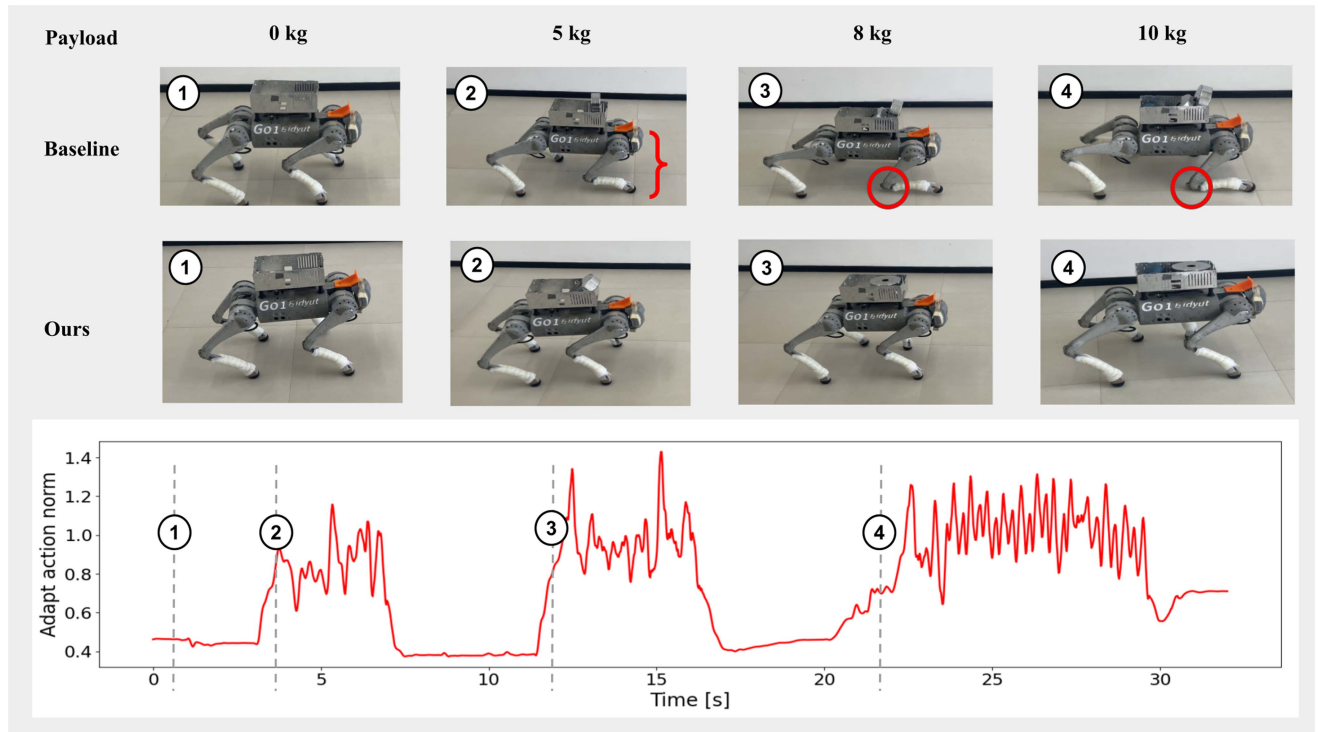 Payload 0 kg 5 kg 8 kg 10 kg
1 2 3 4
Baseline
Go1 Go1 Go1 Go1
1 2 3 4
Ours
Go1 Go1 Go1 Go1
Adapt action norm
1.4
1.2
1.0
0.8
0.6
0.4
1 2 3 4
0 5 10 15 20 25 30
Time [s]